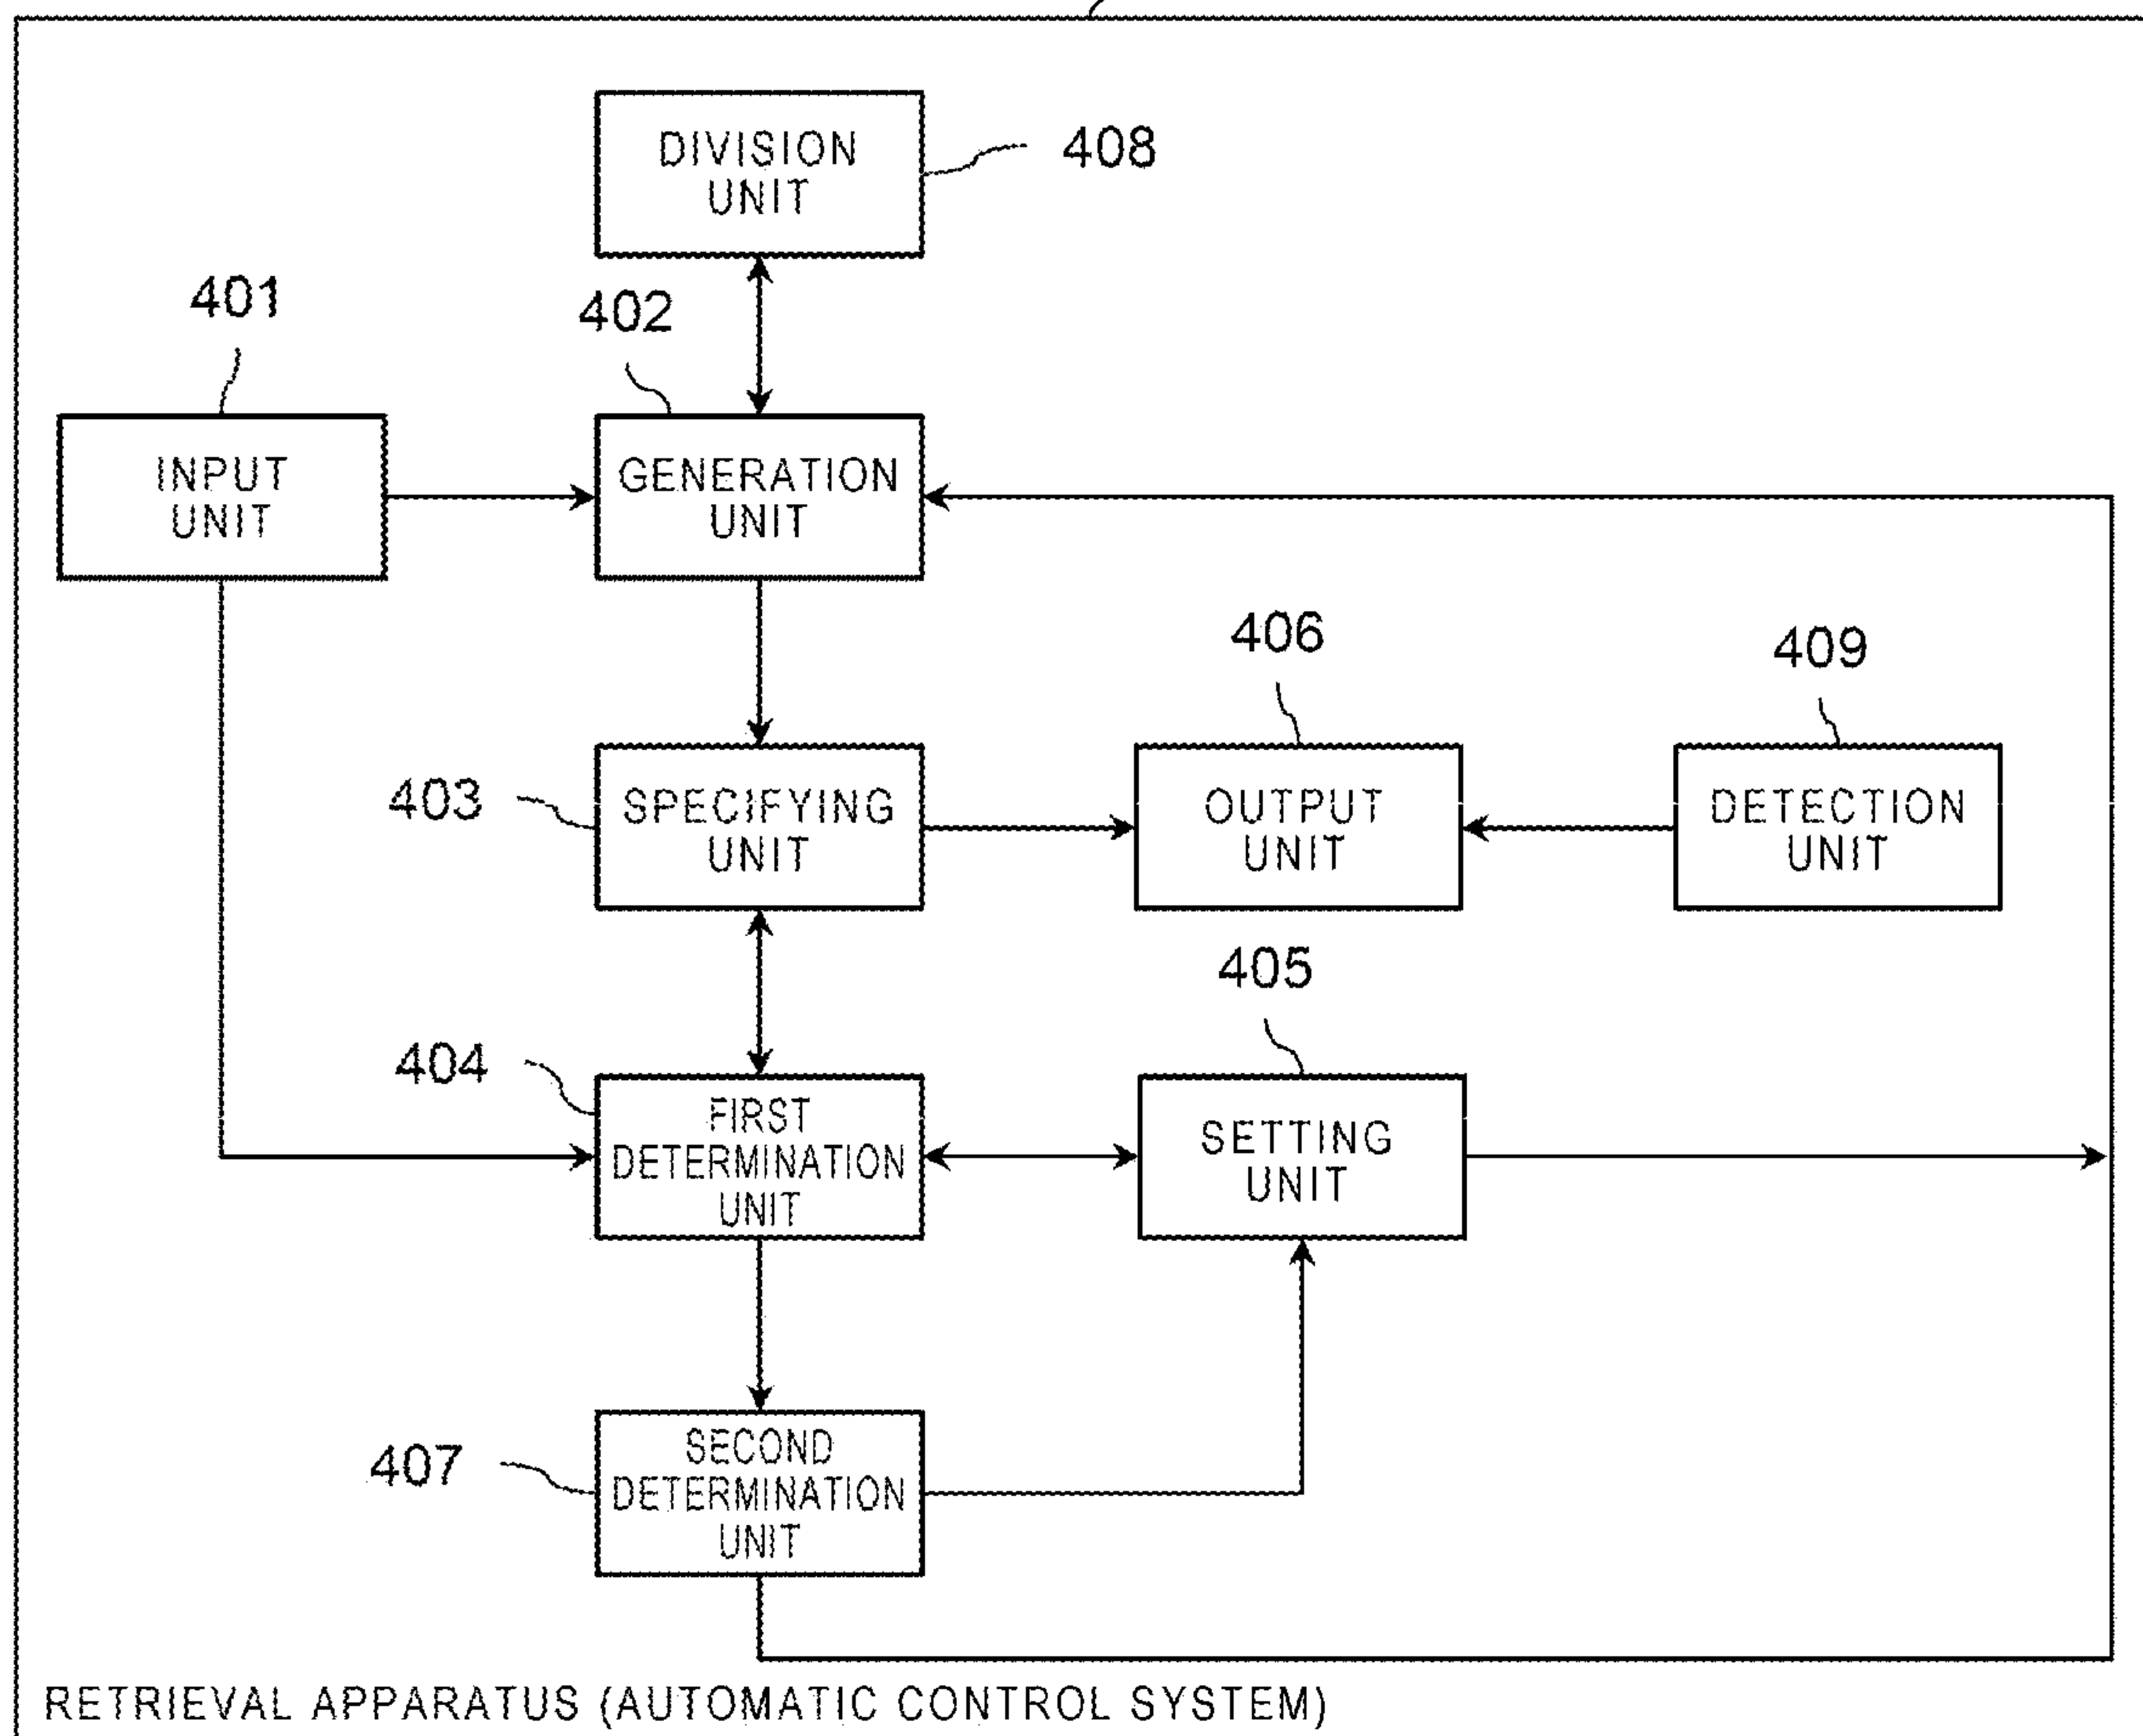 DIVISION
UNIT
408
401
402
INPUT
UNIT
GENERATION
UNIT
406
409
403
SPECIFYING
UNIT
OUTPUT
UNIT
DETECTION
UNIT
405
404
FIRST
DETERMINATION
UNIT
SETTING
UNIT
407
SECOND
DETERMINATION
UNIT
RETRIEVAL APPARATUS (AUTOMATIC CONTROL SYSTEM)